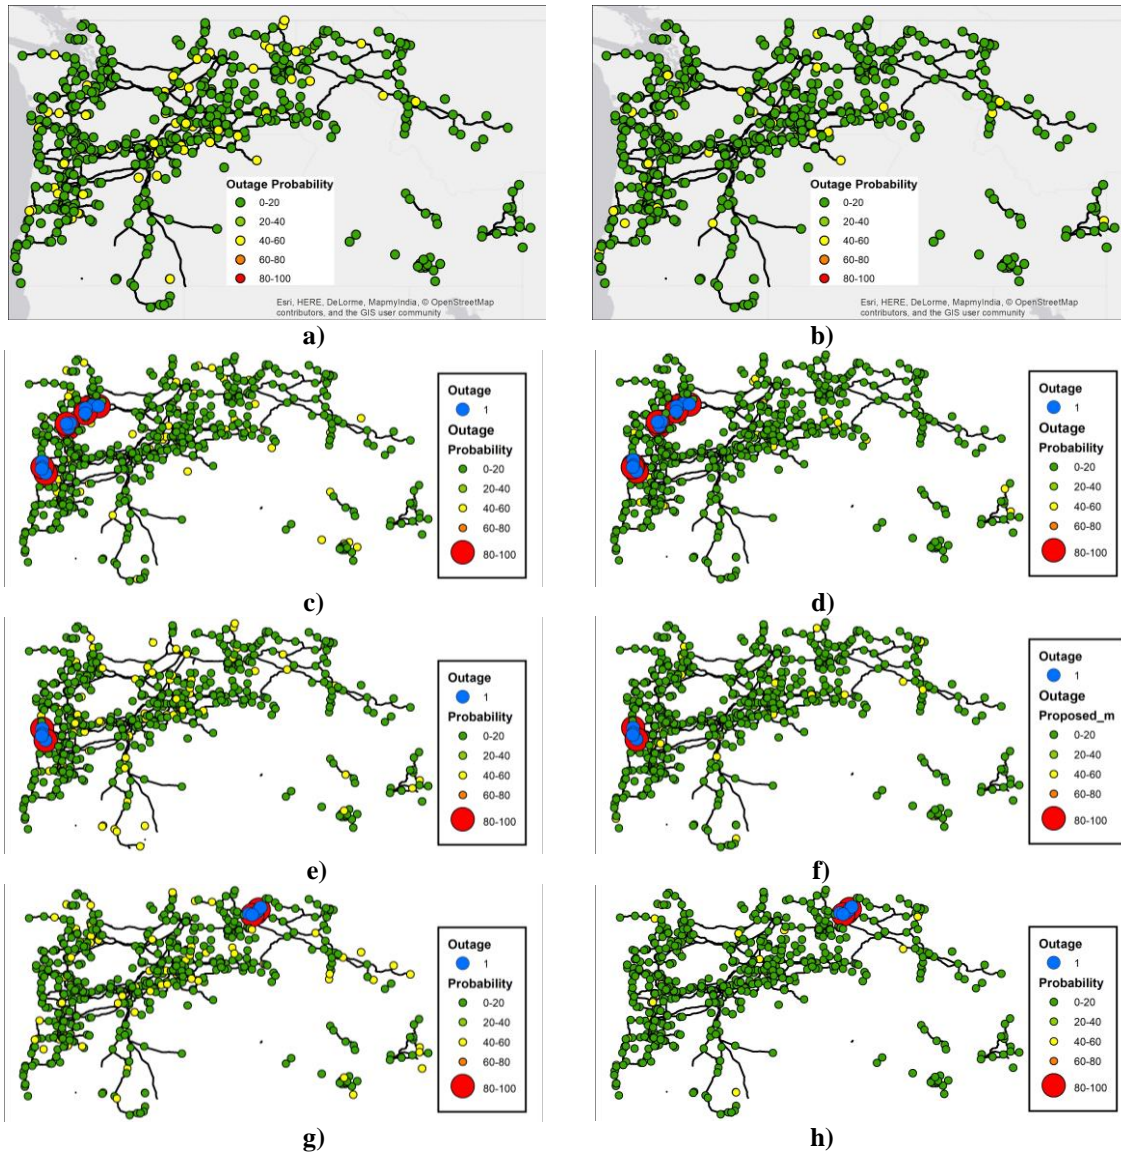 Outage Probability
0-20
20-40
40-60
60-80
80-100
Esri, HERE, DeLorme, MapmyIndia, © OpenStreetMap
contributors, and the GIS user community
a)
Outage Probability
0-20
20-40
40-60
60-80
80-100
Esri, HERE, DeLorme, MapmyIndia, © OpenStreetMap
contributors, and the GIS user community
b)
Outage
1
Outage
Probability
0-20
20-40
40-60
60-80
80-100
c)
Outage
1
Outage
Probability
0-20
20-40
40-60
60-80
80-100
d)
Outage
1
Probability
0-20
20-40
40-60
60-80
80-100
e)
Outage
1
Outage
Proposed_m
0-20
20-40
40-60
60-80
80-100
f)
Outage
1
Probability
0-20
20-40
40-60
60-80
80-100
g)
Outage
1
Probability
0-20
20-40
40-60
60-80
80-100
h)